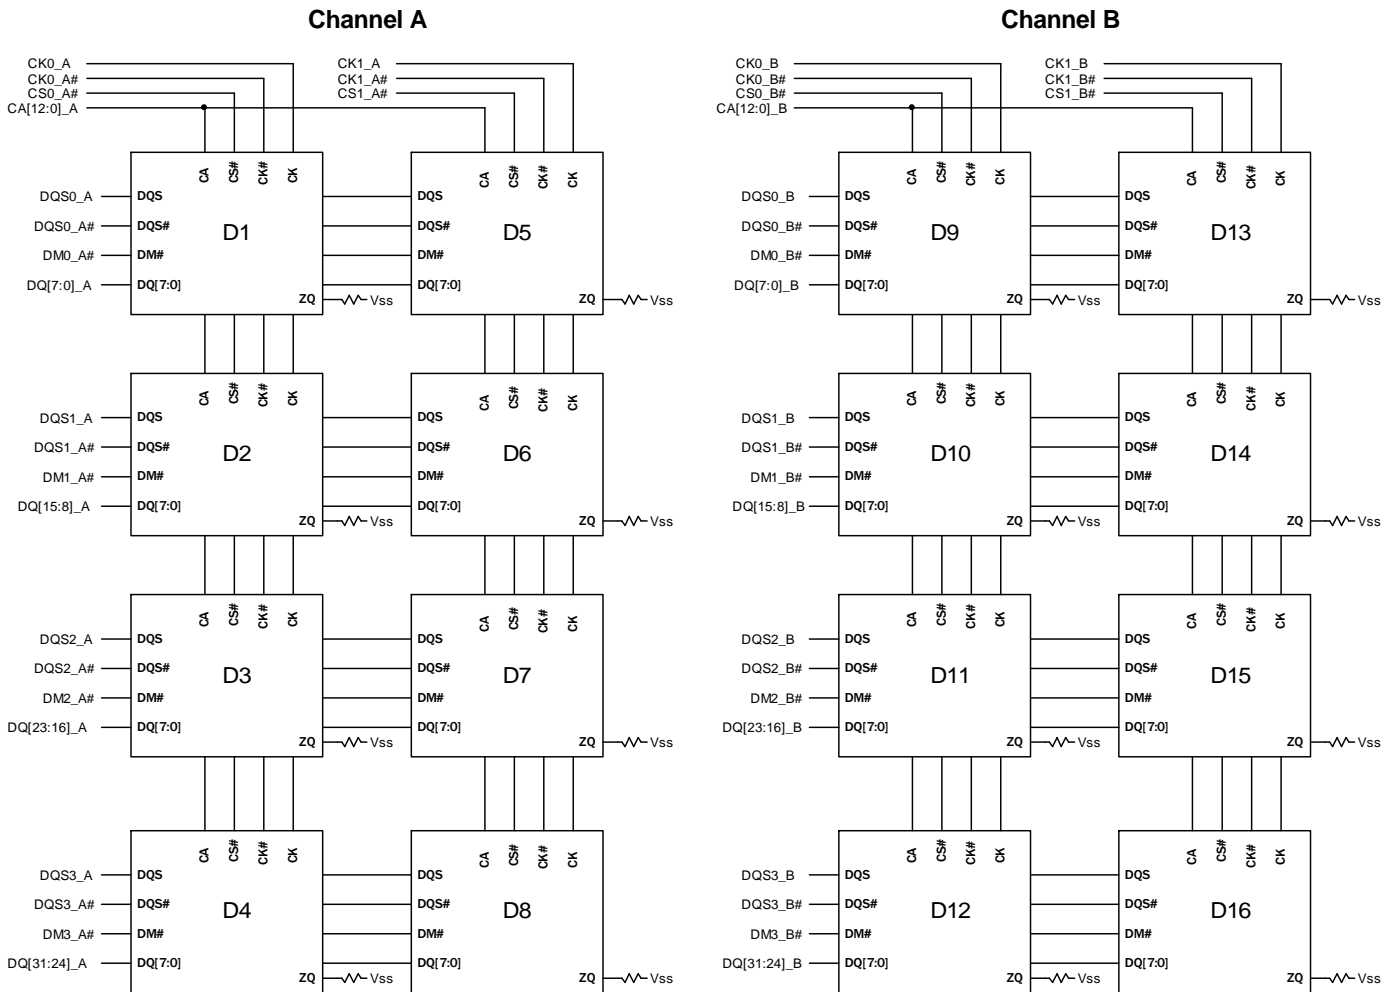 Channel A
Channel B
CK0_A
CK0_A#
CS0_A#
CA[12:0]_A
CK1_A
CK1_A#
CS1_A#
CK0_B
CK0_B#
CS0_B#
CA[12:0]_B
CK1_B
CK1_B#
CS1_B#
CA CS# CK# CK
CA CS# CK# CK
CA CS# CK# CK
CA CS# CK# CK
DQS0_A DQS DQS DQS0_B DQS DQS
DQS0_A# DQS# DQS# DQS0_B# DQS# DQS#
D1 D5 D9 D13
DM0_A# DM# DM# DM0_B# DM# DM#
DQ[7:0]_A DQ[7:0] DQ[7:0] DQ[7:0]_B DQ[7:0] DQ[7:0]
ZQ Vss ZQ Vss ZQ Vss ZQ Vss
CA CS# CK# CK
CA CS# CK# CK
CA CS# CK# CK
CA CS# CK# CK
DQS1_A DQS DQS DQS1_B DQS DQS
DQS1_A# DQS# DQS# DQS1_B# DQS# DQS#
D2 D6 D10 D14
DM1_A# DM# DM# DM1_B# DM# DM#
DQ[15:8]_A DQ[7:0] DQ[7:0] DQ[15:8]_B DQ[7:0] DQ[7:0]
ZQ Vss ZQ Vss ZQ Vss ZQ Vss
CA CS# CK# CK
CA CS# CK# CK
CA CS# CK# CK
CA CS# CK# CK
DQS2_A DQS DQS DQS2_B DQS DQS
DQS2_A# DQS# DQS# DQS2_B# DQS# DQS#
D3 D7 D11 D15
DM2_A# DM# DM# DM2_B# DM# DM#
DQ[23:16]_A DQ[7:0] DQ[7:0] DQ[23:16]_B DQ[7:0] DQ[7:0]
ZQ Vss ZQ Vss ZQ Vss ZQ Vss
CA CS# CK# CK
CA CS# CK# CK
CA CS# CK# CK
CA CS# CK# CK
DQS3_A DQS DQS DQS3_B DQS DQS
DQS3_A# DQS# DQS# DQS3_B# DQS# DQS#
D4 D8 D12 D16
DM3_A# DM# DM# DM3_B# DM# DM#
DQ[31:24]_A DQ[7:0] DQ[7:0] DQ[31:24]_B DQ[7:0] DQ[7:0]
ZQ Vss ZQ Vss ZQ Vss ZQ Vss